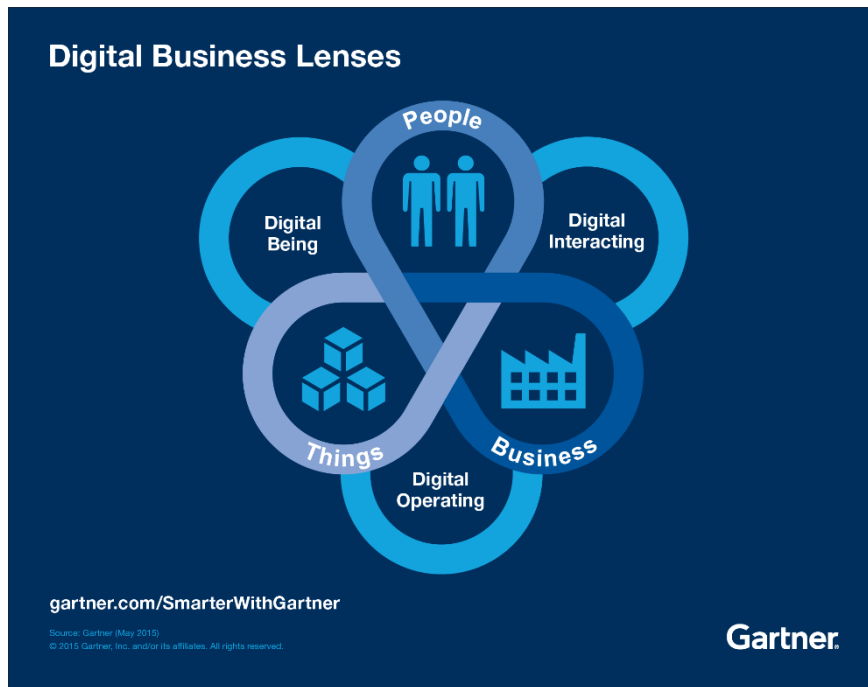 Digital Business Lenses
People
Digital
Being
Digital
Interacting
Things
Business
Digital
Operating
gartner.com/SmarterWithGartner
Source: Gartner (May 2015)
© 2015 Gartner, Inc. and/or its affiliates. All rights reserved.
Gartner.